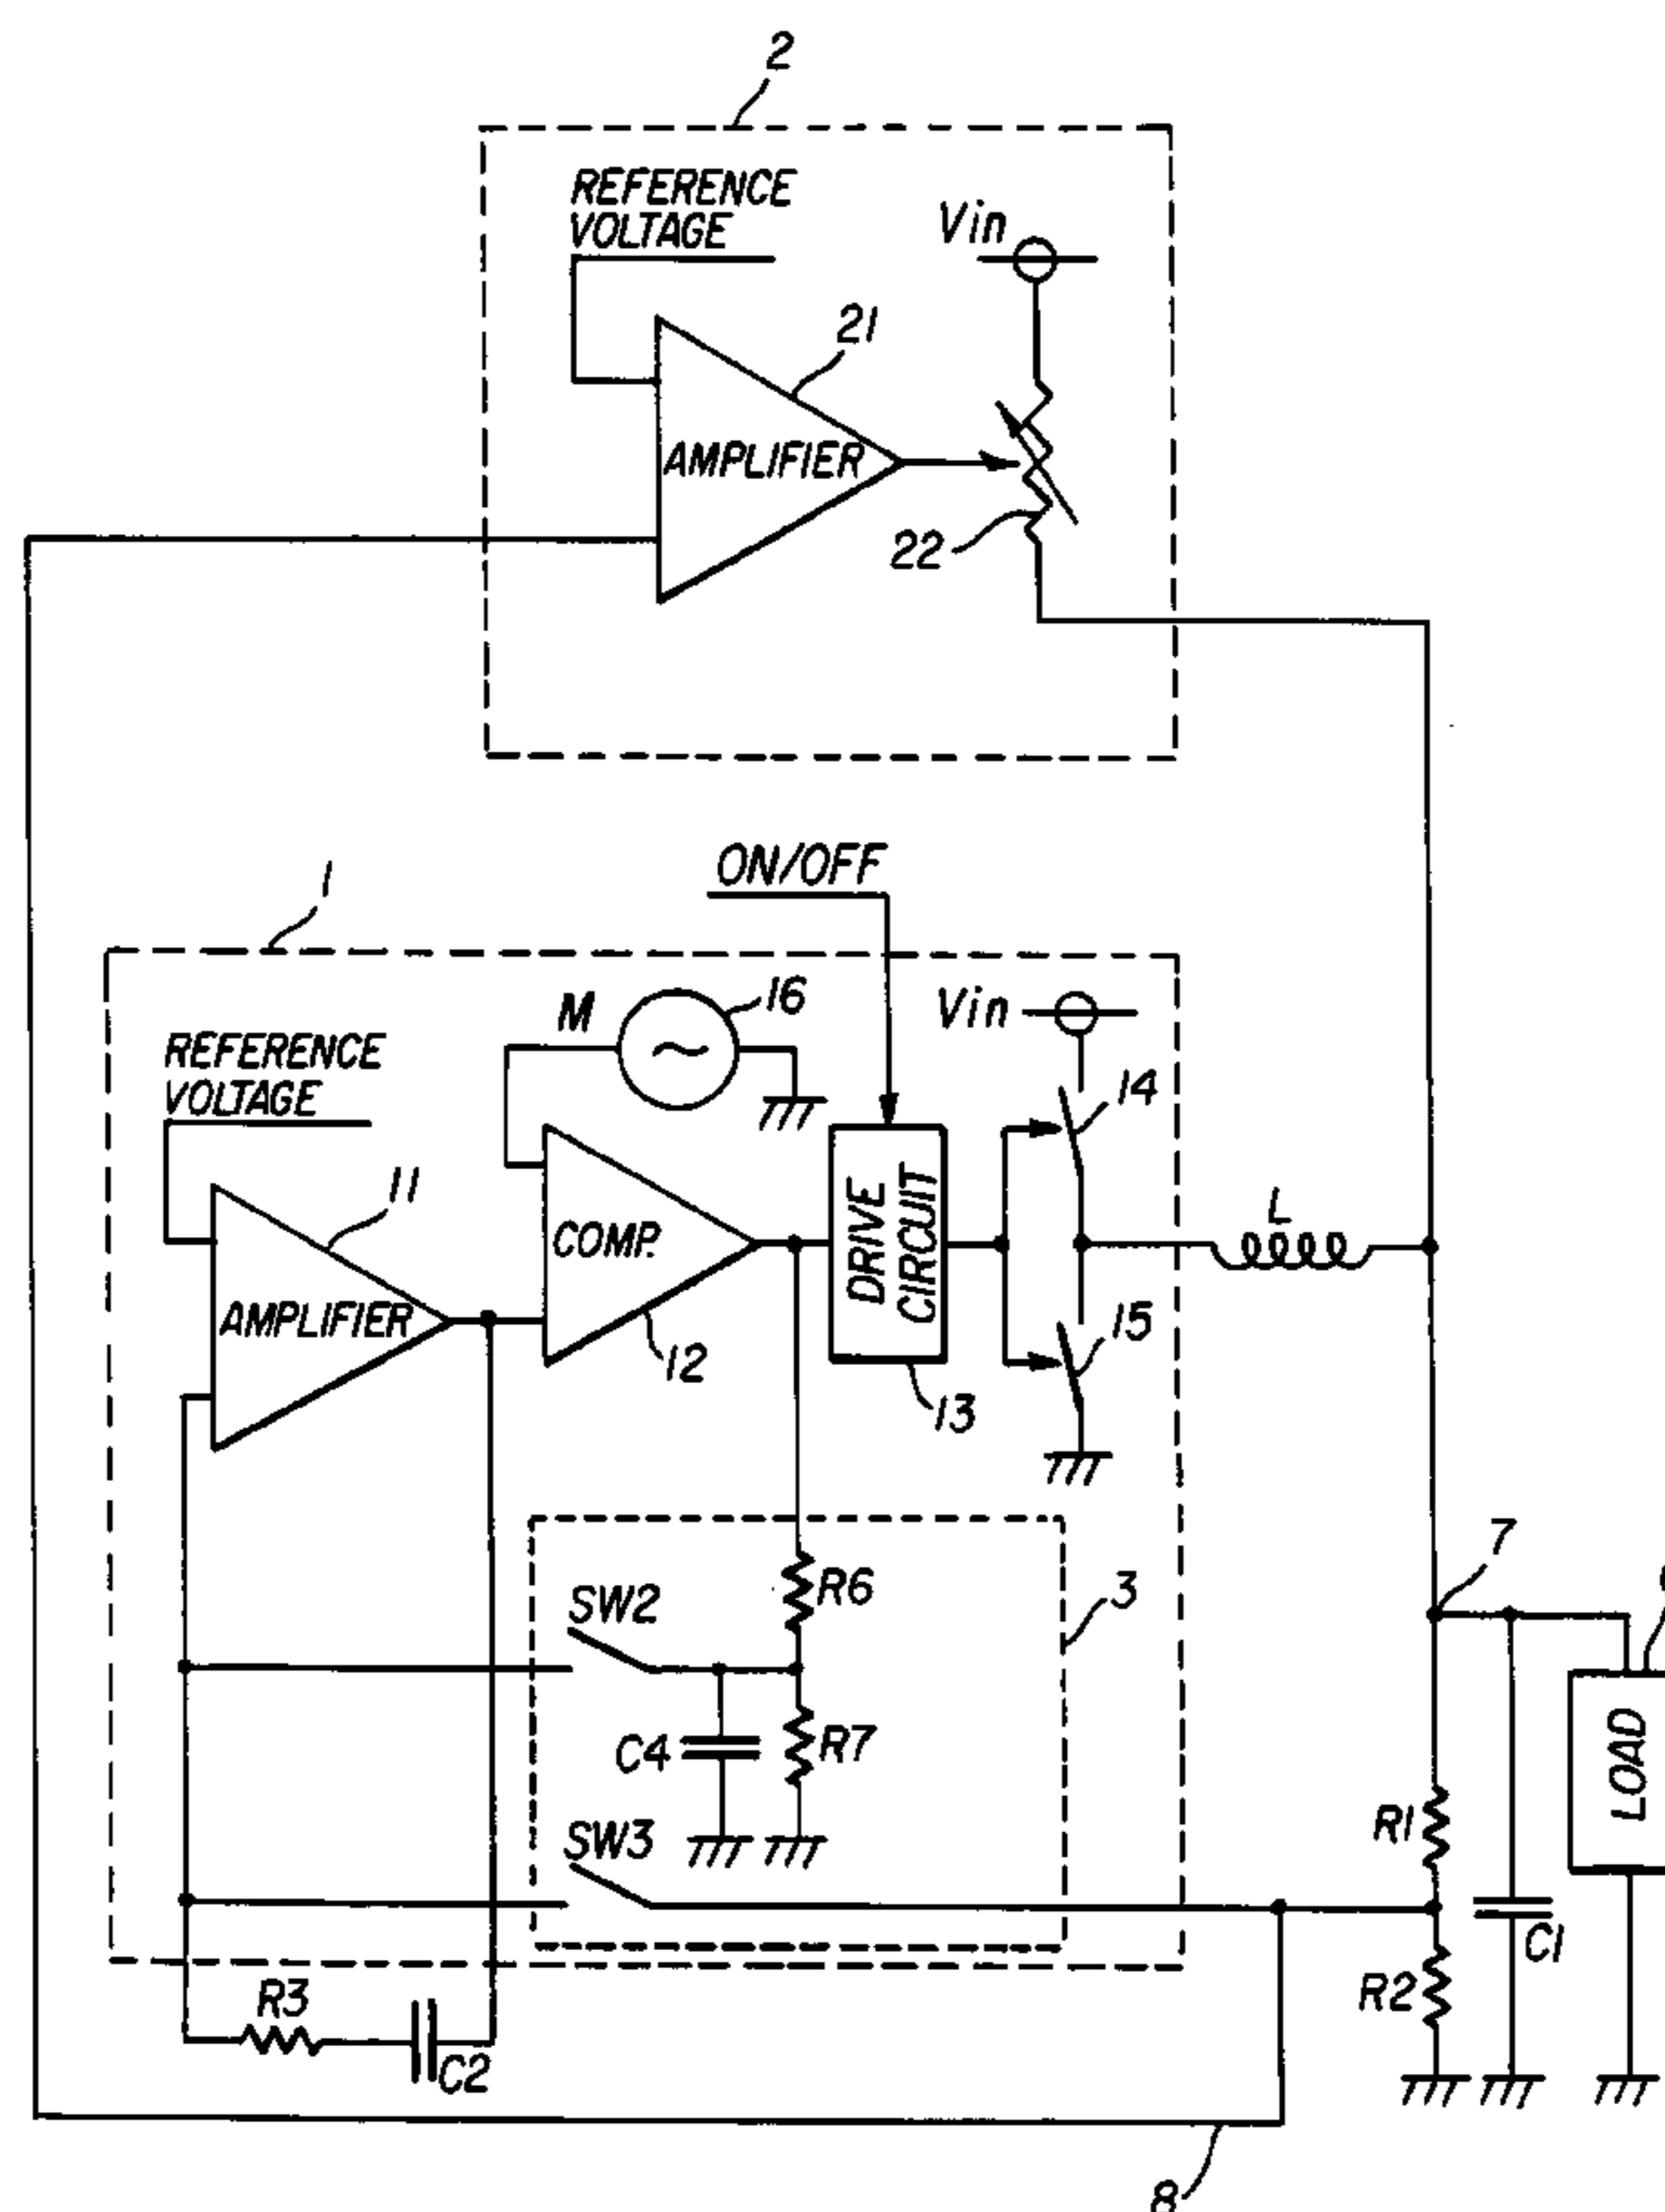 2
REFERENCE
VOLTAGE
Vin
21
AMPLIFIER
22
ON/OFF
1
M
16
Vin
REFERENCE
VOLTAGE
14
11
COMP.
DRIVE
CIRCUIT
L
AMPLIFIER
12
15
13
7
SW2
R6
3
C4
R7
LOAD
SW3
R1
C1
R3
R2
C2
8